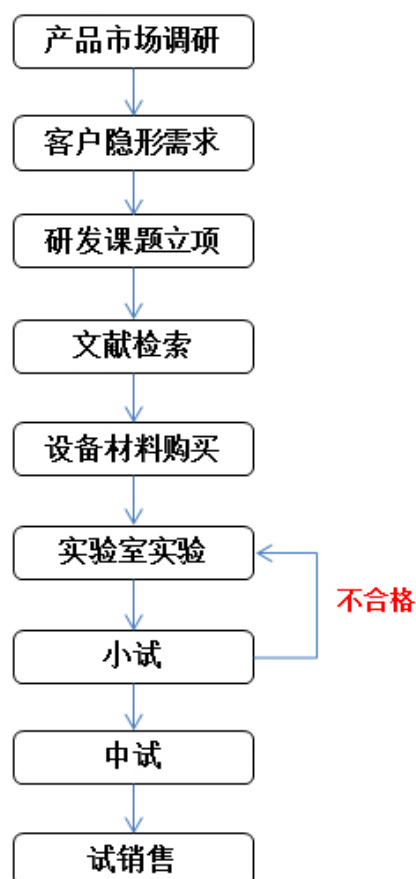 产品市场调研
客户隐形需求
研发课题立项
文献检索
设备材料购买
实验室实验
不合格
小试
中试
试销售